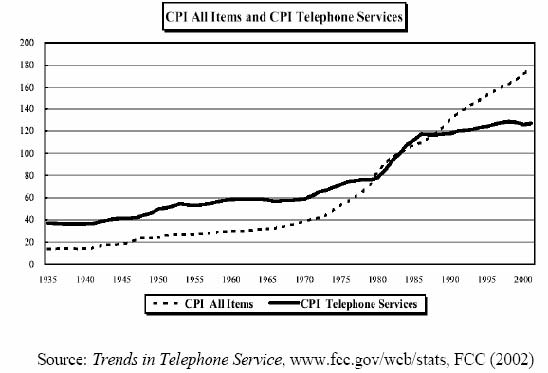 CPI All Items and CPI Telephone Services
200
180
160
140
120
100
80
60
40
20
0
1935 1940 1945 1950 1955 1960 1965 1970 1975 1980 1985 1990 1995 2000
CPI All Items CPI Telephone Services
Source: Trends in Telephone Service, www.fcc.gov/wcb/stats, FCC (2002)